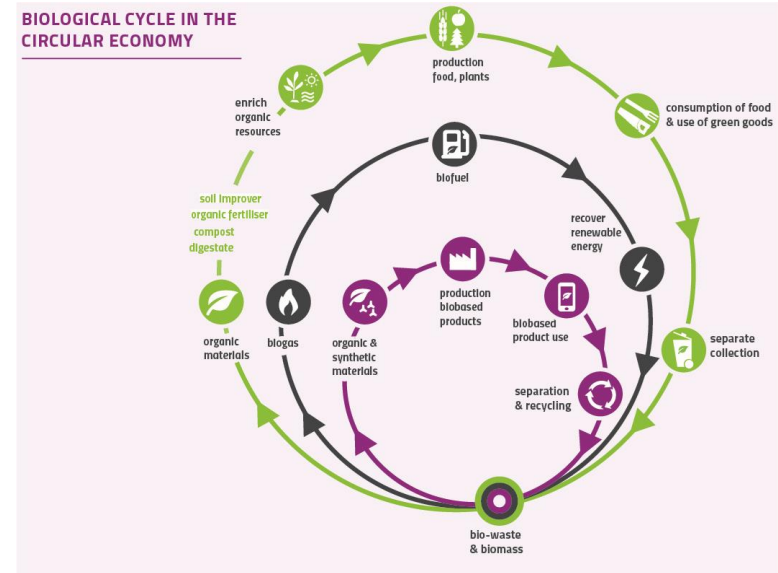 BIOLOGICAL CYCLE IN THE
CIRCULAR ECONOMY
production
food, plants
enrich
organic
resources
consumption of food
& use of green goods
biofuel
soil improver
organic fertiliser
compost
digestate
recover
renewable
energy
production
biobased
products
biobased
product use
organic
materials
biogas
organic &
synthetic
materials
separate
collection
separation
& recycling
bio-waste
& biomass